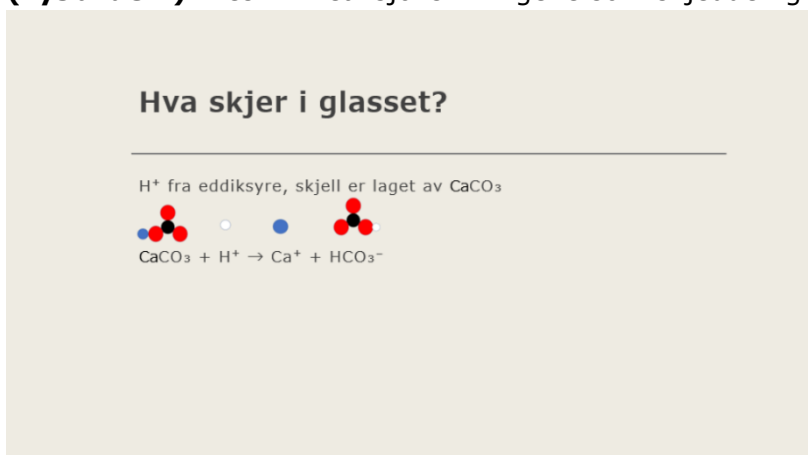 Hva skjer i glasset?
H⁺ fra eddiksyre, skjell er laget av CaCO₃
CaCO₃ + H⁺ → Ca⁺ + HCO₃⁻